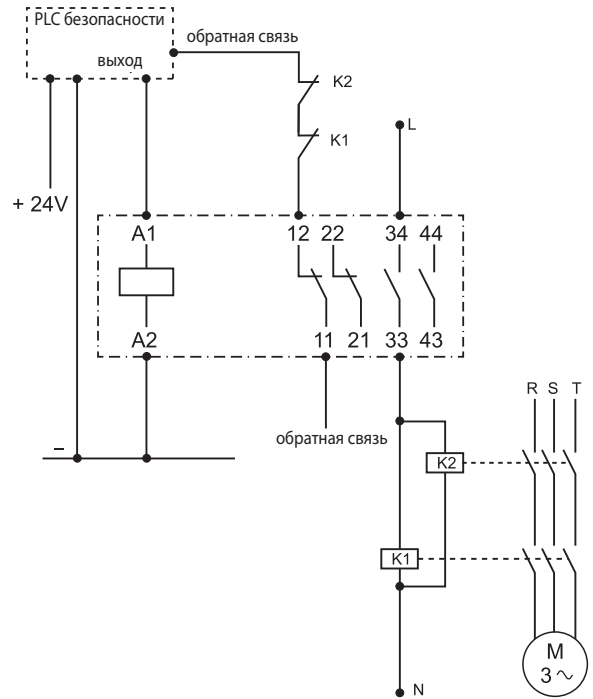 PLC безопасности
обратная связь
выход
K2
K1
L
+ 24V
A1 12 22 34 44
A2 11 21 33 43
обратная связь
–
R S T
K2
K1
M
3 ~
N